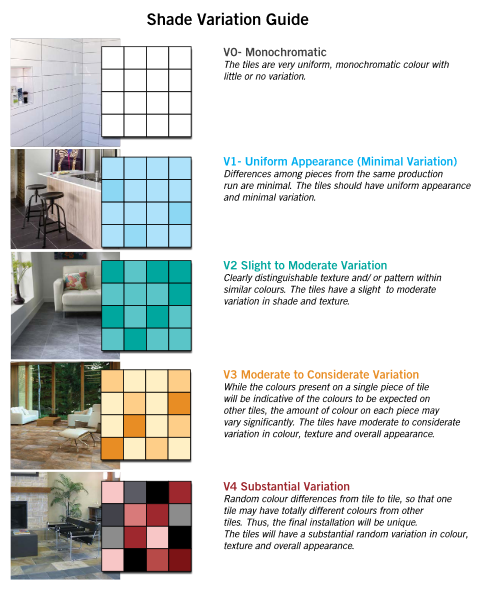 Shade Variation Guide
V0- Monochromatic
The tiles are very uniform, monochromatic colour with
little or no variation.
V1- Uniform Appearance (Minimal Variation)
Differences among pieces from the same production
run are minimal. The tiles should have uniform appearance
and minimal variation.
V2 Slight to Moderate Variation
Clearly distinguishable texture and/ or pattern within
similar colours. The tiles have a slight to moderate
variation in shade and texture.
V3 Moderate to Considerate Variation
While the colours present on a single piece of tile
will be indicative of the colours to be expected on
other tiles, the amount of colour on each piece may
vary significantly. The tiles have moderate to considerate
variation in colour, texture and overall appearance.
V4 Substantial Variation
Random colour differences from tile to tile, so that one
tile may have totally different colours from other
tiles. Thus, the final installation will be unique.
The tiles will have a substantial random variation in colour,
texture and overall appearance.